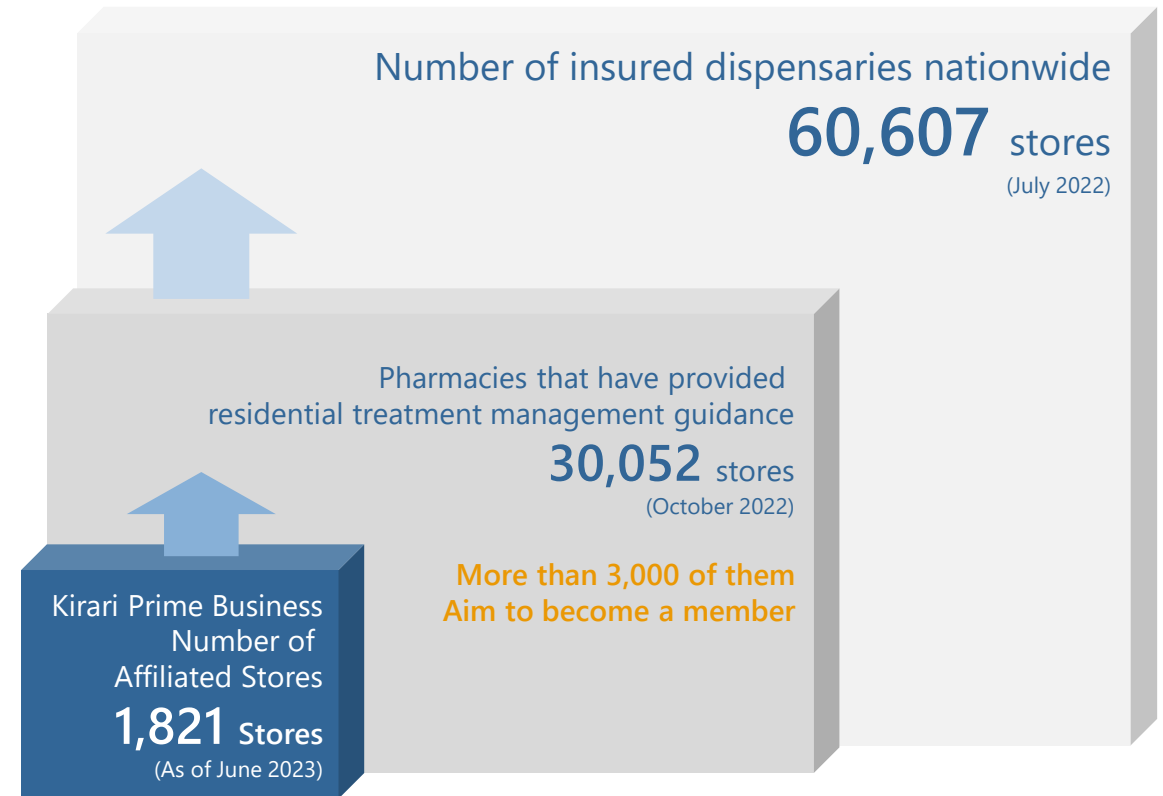 Number of insured dispensaries nationwide
60,607 stores
(July 2022)
Pharmacies that have provided
residential treatment management guidance
30,052 stores
(October 2022)
More than 3,000 of them
Aim to become a member
Kirari Prime Business
Number of
Affiliated Stores
1,821 Stores
(As of June 2023)